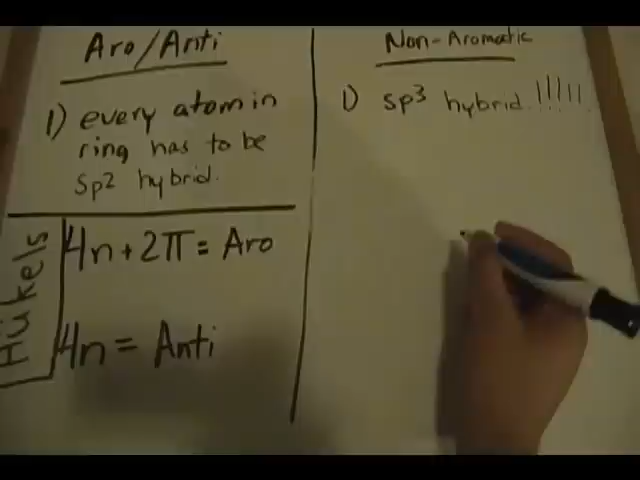 Aro/Anti
1) every atom in
ring has to be
sp2 hybrid.
Hükels
4n+2π = Aro
4n = Anti
Non-Aromatic
1) sp³ hybrid.!!!!!